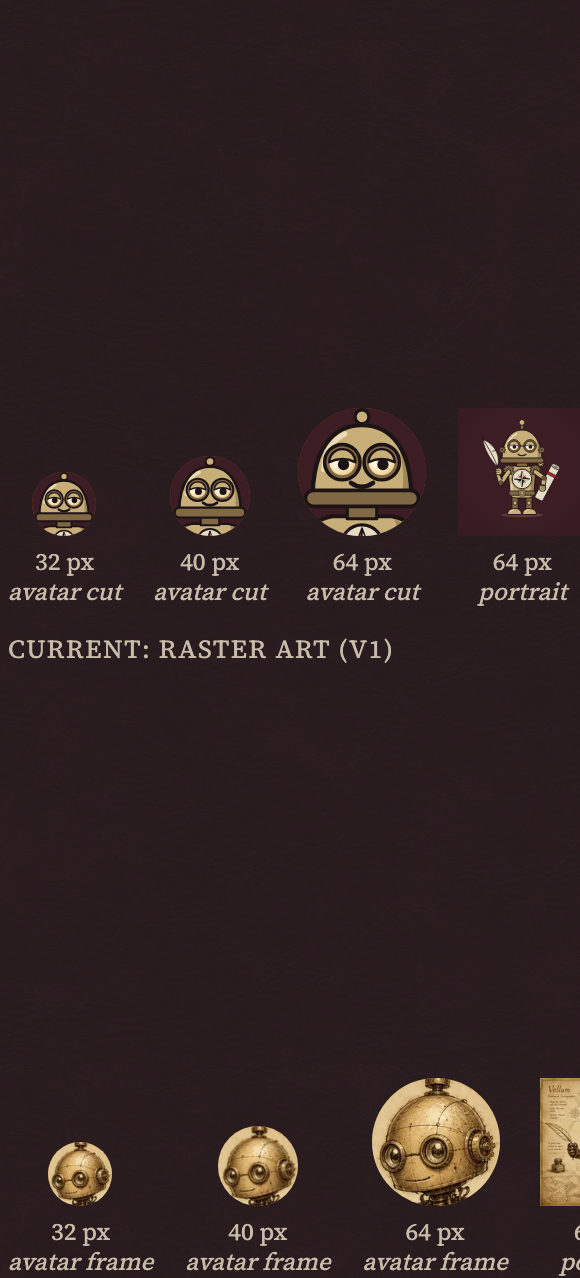 32 px
avatar cut
40 px
avatar cut
64 px
avatar cut
64 px
portrait
CURRENT: RASTER ART (V1)
Vellum
32 px
avatar frame
40 px
avatar frame
64 px
avatar frame